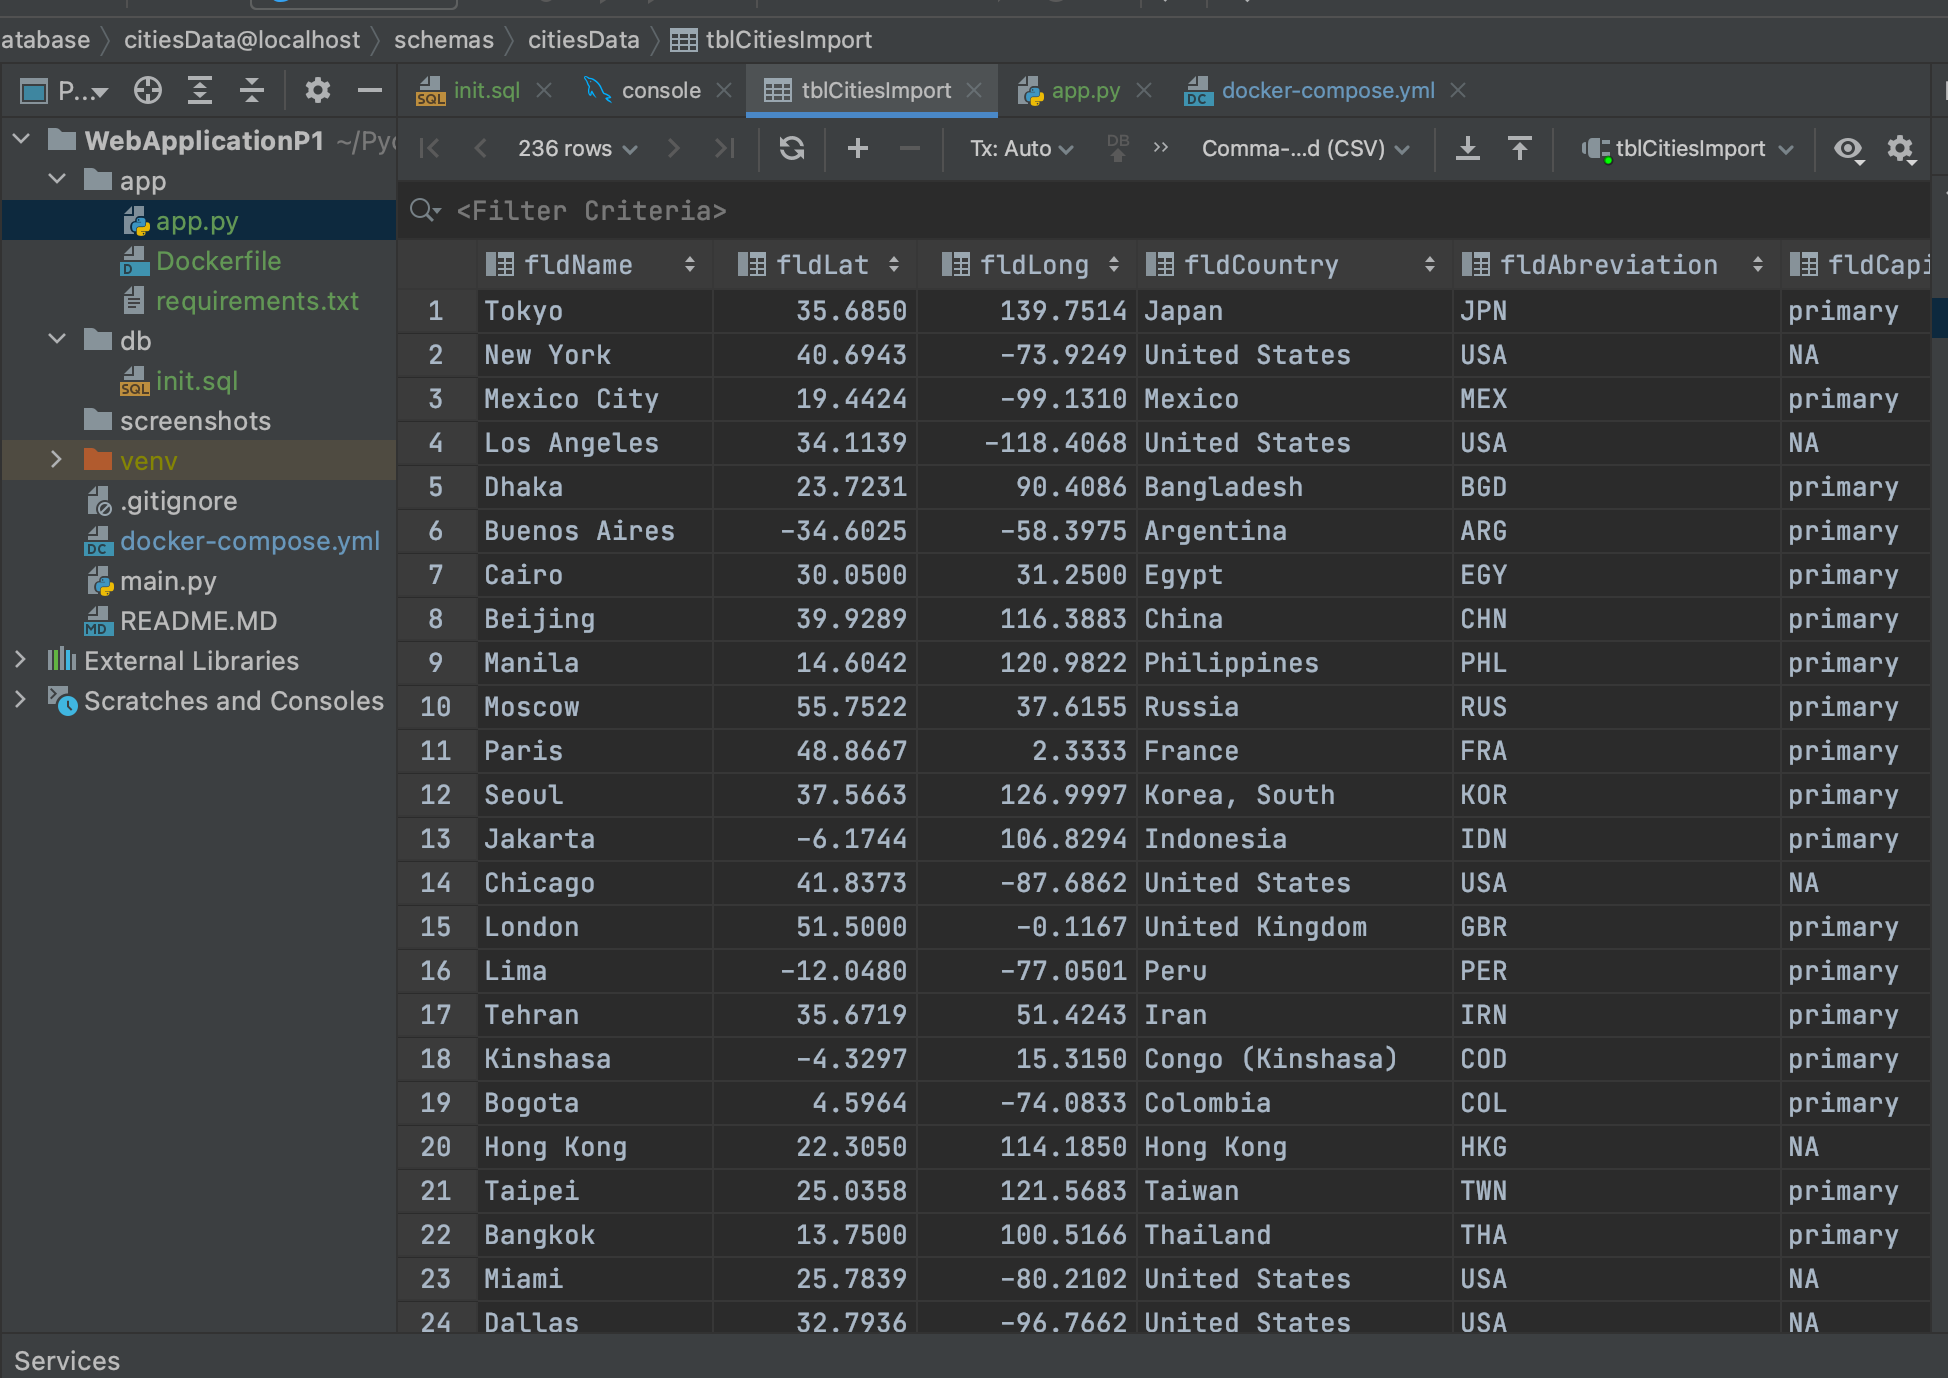 atabase citiesData@localhost schemas citiesData tblCitiesImport
P... init.sql console tblCitiesImport app.py docker-compose.yml
WebApplicationP1 ~/Pyc
236 rows Tx: Auto DB Comma-...d (CSV) tblCitiesImport
app
app.py
Dockerfile
requirements.txt
db
init.sql
screenshots
venv
.gitignore
docker-compose.yml
main.py
README.MD
External Libraries
Scratches and Consoles
<Filter Criteria>
fldName fldLat fldLong fldCountry fldAbreviation fldCapi
1 Tokyo 35.6850 139.7514 Japan JPN primary
2 New York 40.6943 -73.9249 United States USA NA
3 Mexico City 19.4424 -99.1310 Mexico MEX primary
4 Los Angeles 34.1139 -118.4068 United States USA NA
5 Dhaka 23.7231 90.4086 Bangladesh BGD primary
6 Buenos Aires -34.6025 -58.3975 Argentina ARG primary
7 Cairo 30.0500 31.2500 Egypt EGY primary
8 Beijing 39.9289 116.3883 China CHN primary
9 Manila 14.6042 120.9822 Philippines PHL primary
10 Moscow 55.7522 37.6155 Russia RUS primary
11 Paris 48.8667 2.3333 France FRA primary
12 Seoul 37.5663 126.9997 Korea, South KOR primary
13 Jakarta -6.1744 106.8294 Indonesia IDN primary
14 Chicago 41.8373 -87.6862 United States USA NA
15 London 51.5000 -0.1167 United Kingdom GBR primary
16 Lima -12.0480 -77.0501 Peru PER primary
17 Tehran 35.6719 51.4243 Iran IRN primary
18 Kinshasa -4.3297 15.3150 Congo (Kinshasa) COD primary
19 Bogota 4.5964 -74.0833 Colombia COL primary
20 Hong Kong 22.3050 114.1850 Hong Kong HKG NA
21 Taipei 25.0358 121.5683 Taiwan TWN primary
22 Bangkok 13.7500 100.5166 Thailand THA primary
23 Miami 25.7839 -80.2102 United States USA NA
24 Dallas 32.7936 -96.7662 United States USA NA
Services